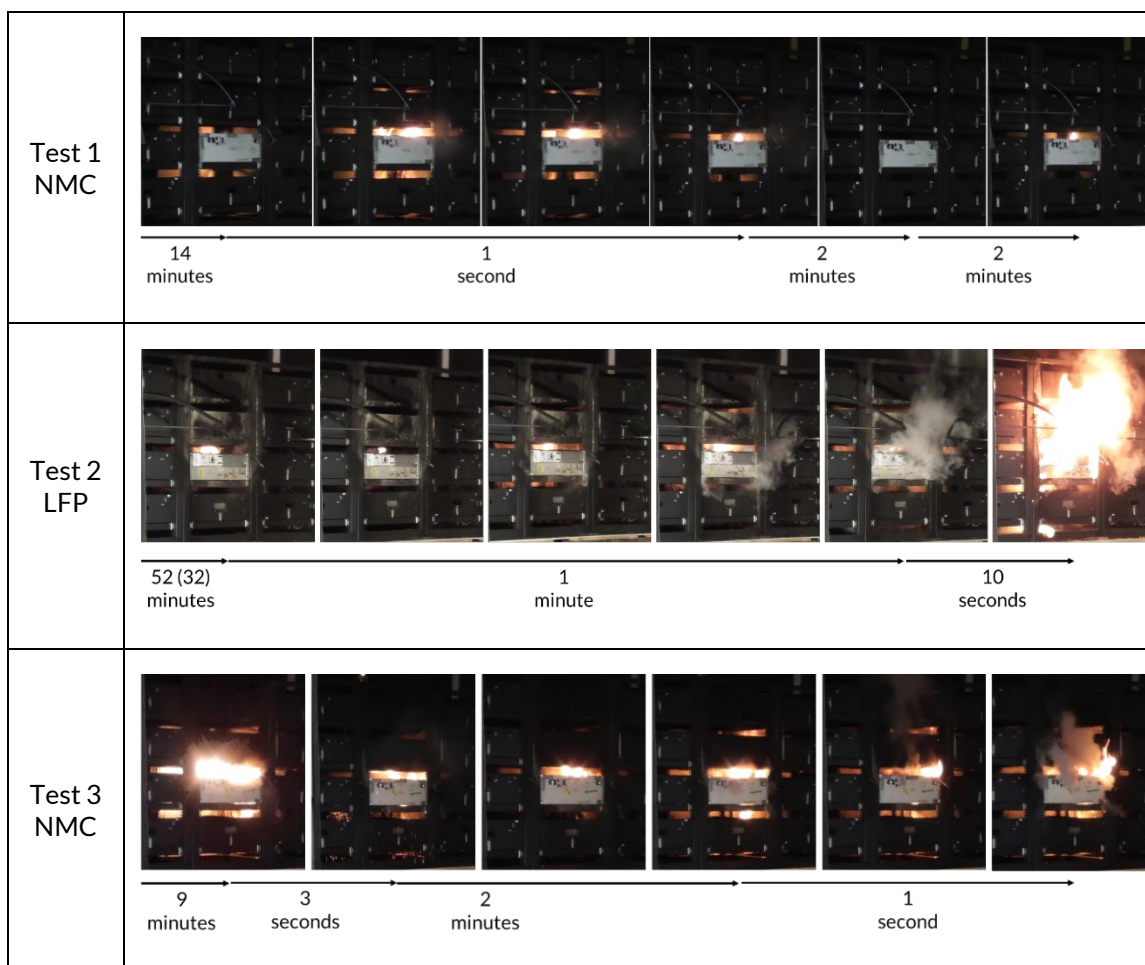 Test 1
NMC
14
minutes
1
second
2
minutes
2
minutes
Test 2
LFP
52 (32)
minutes
1
minute
10
seconds
Test 3
NMC
9
minutes
3
seconds
2
minutes
1
second